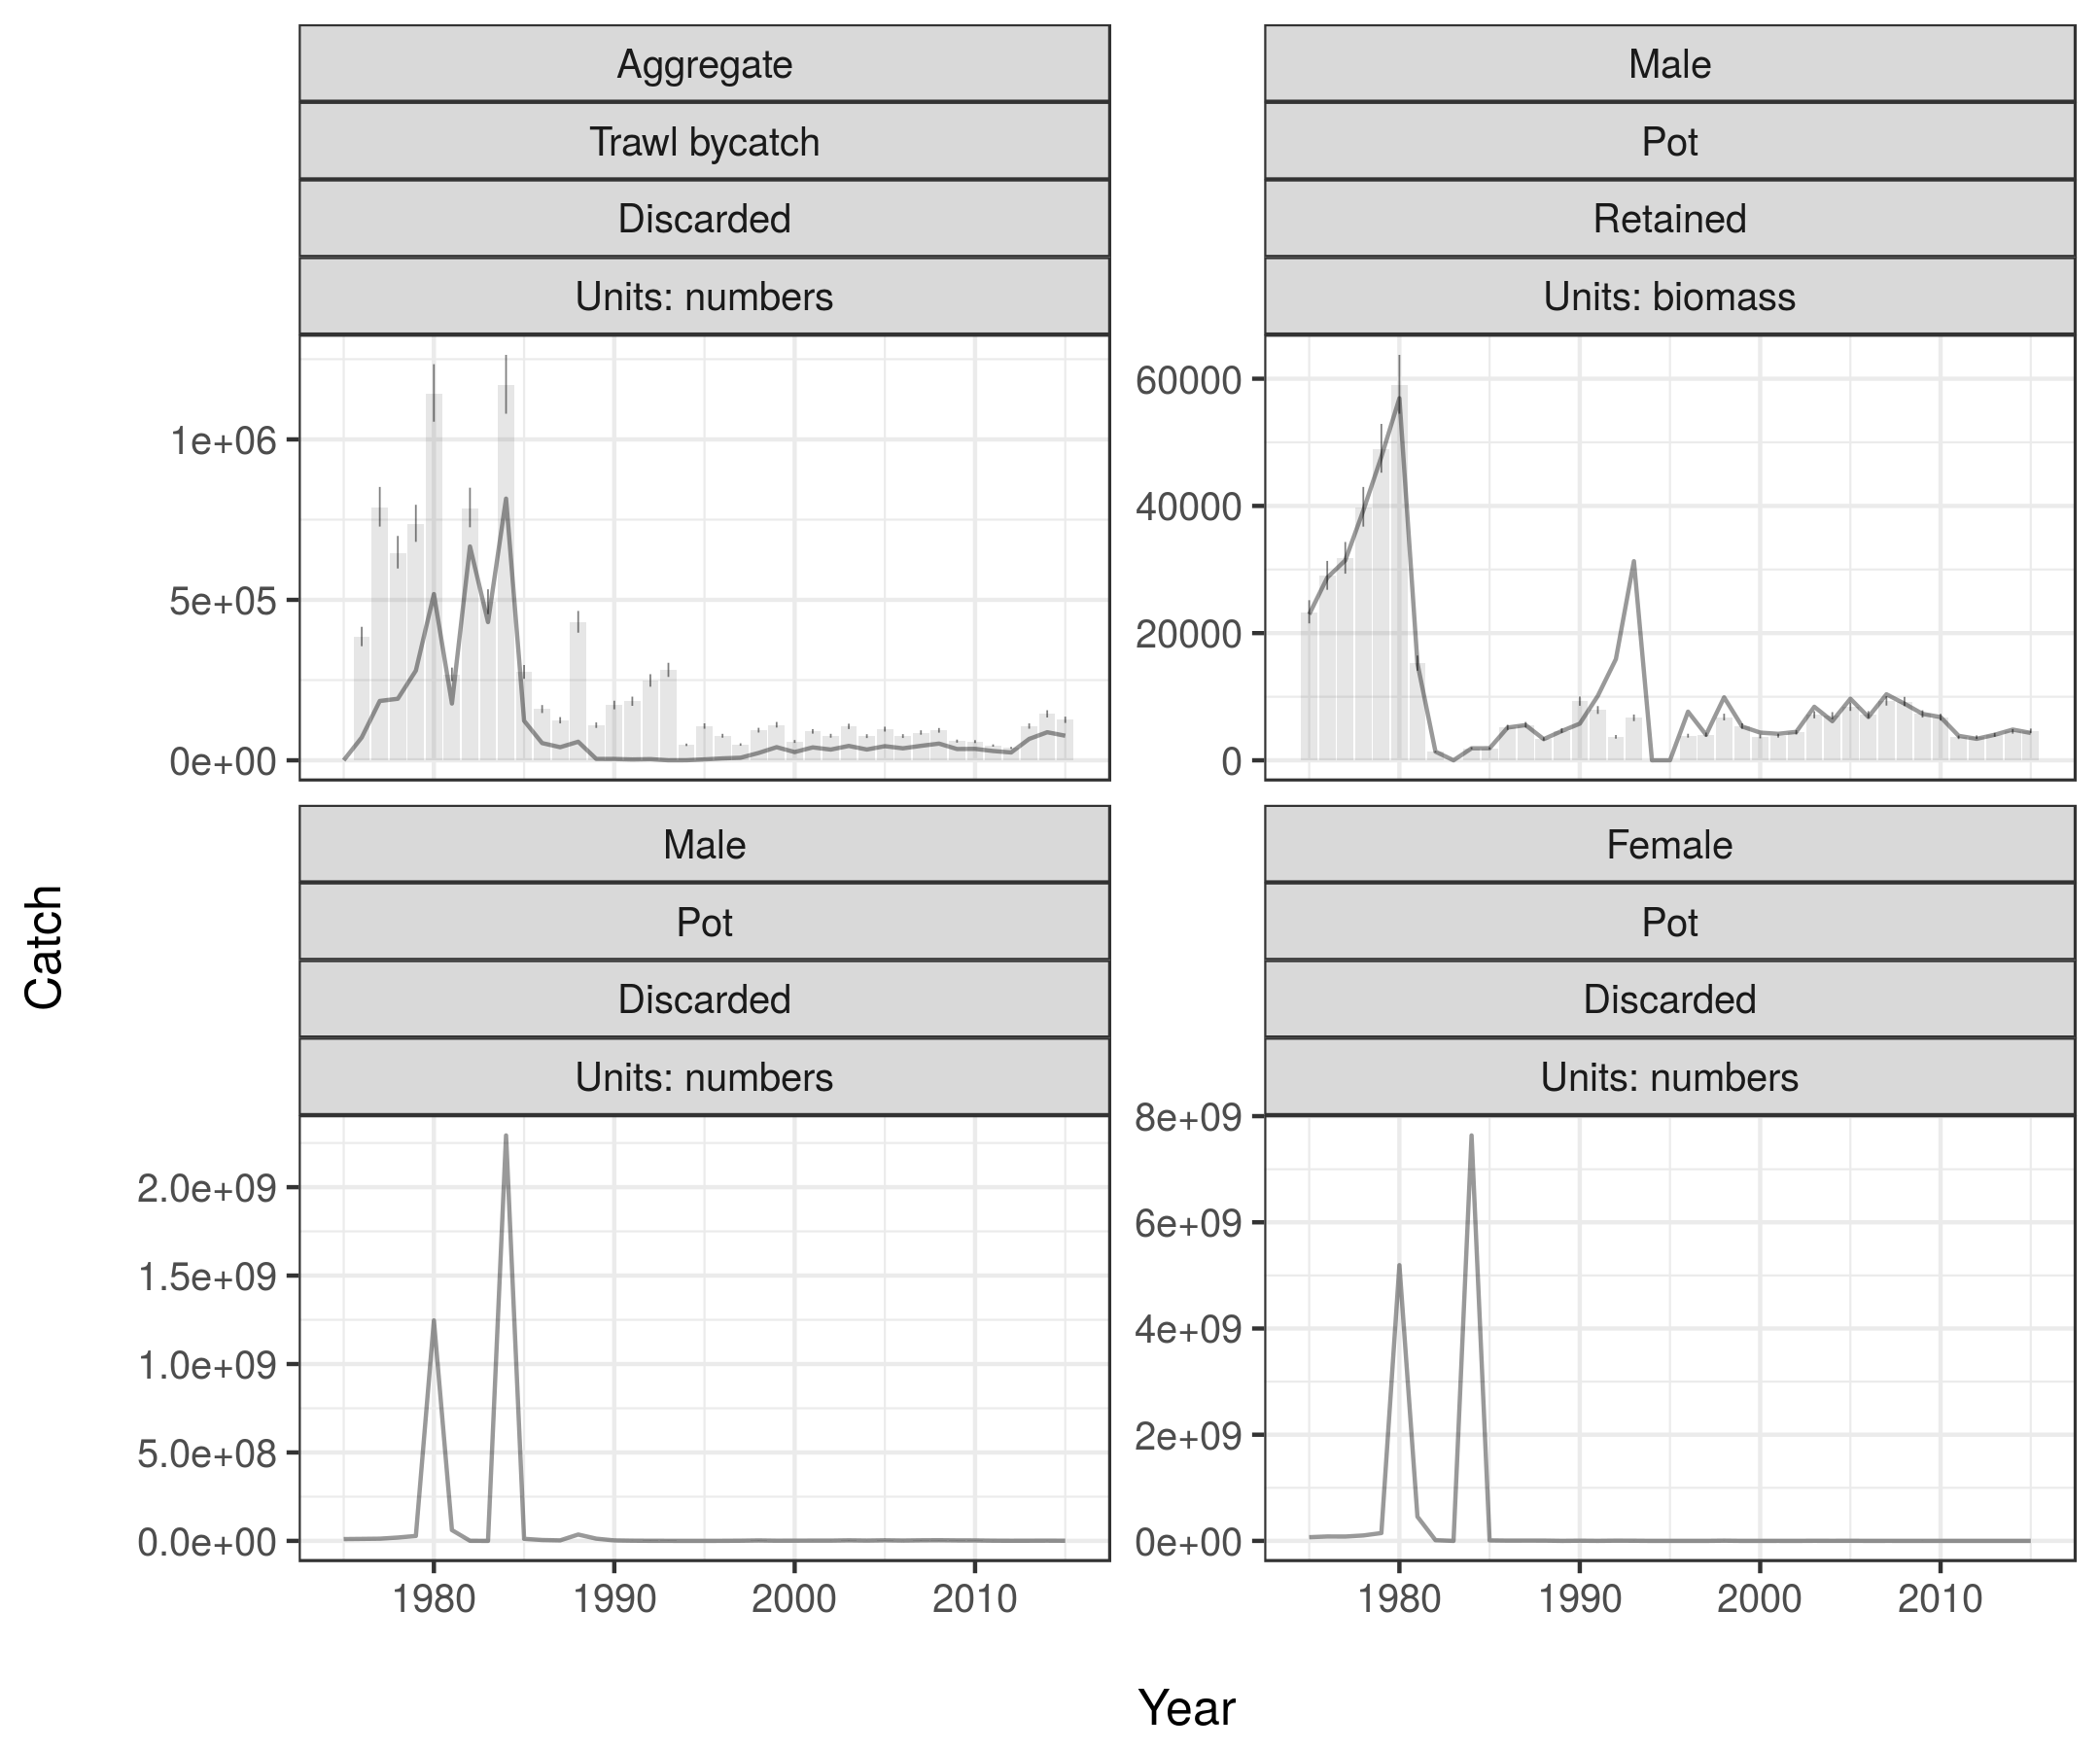 Aggregate
Trawl bycatch
Discarded
Units: numbers
1e+06
5e+05
0e+00
Male
Pot
Retained
Units: biomass
60000
40000
20000
0
Male
Pot
Discarded
Units: numbers
2.0e+09
1.5e+09
1.0e+09
5.0e+08
0.0e+00
1980 1990 2000 2010
Female
Pot
Discarded
Units: numbers
8e+09
6e+09
4e+09
2e+09
0e+00
1980 1990 2000 2010
Catch
Year